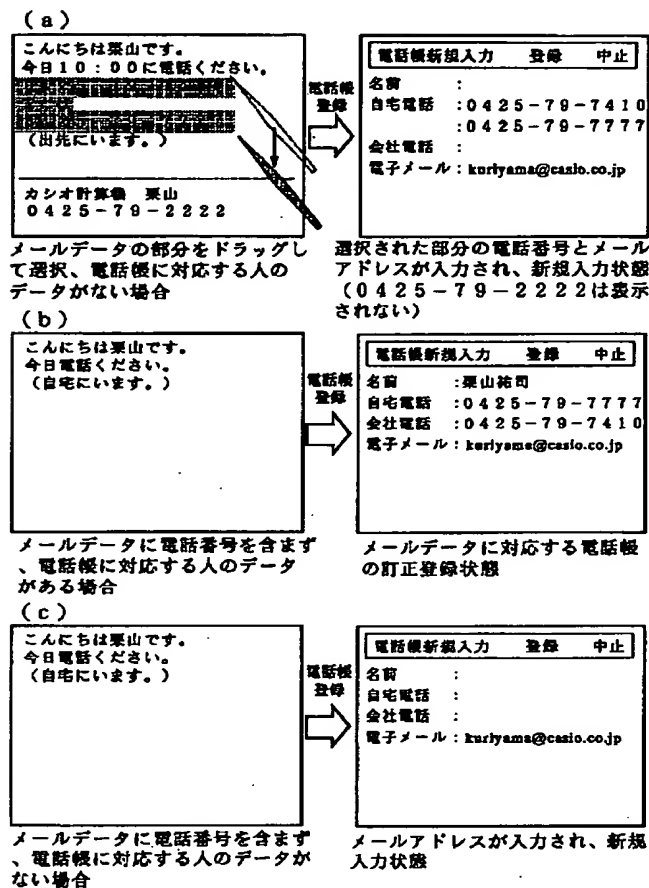 (a)
こんにちは栗山です。
今日10:00に電話ください。
(出先にいます。)
カシオ計算機 栗山
0425-79-2222
電話帳
登録
電話帳新規入力 登録 中止
名前 :
自宅電話 :0425-79-7410
:0425-79-7777
会社電話 :
電子メール:kuriyama@casio.co.jp
メールデータの部分をドラッグし
て選択、電話帳に対応する人の
データがない場合
選択された部分の電話番号とメール
アドレスが入力され、新規入力状態
(0425-79-2222は表示
されない)
(b)
こんにちは栗山です。
今日電話ください。
(自宅にいます。)
電話帳
登録
電話帳新規入力 登録 中止
名前 :栗山祐司
自宅電話 :0425-79-7777
会社電話 :0425-79-7410
電子メール:kuriyama@casio.co.jp
メールデータに電話番号を含まず
、電話帳に対応する人のデータ
がある場合
メールデータに対応する電話帳
の訂正登録状態
(c)
こんにちは栗山です。
今日電話ください。
(自宅にいます。)
電話帳
登録
電話帳新規入力 登録 中止
名前 :
自宅電話 :
会社電話 :
電子メール:kuriyama@casio.co.jp
メールデータに電話番号を含まず
、電話帳に対応する人のデータが
ない場合
メールアドレスが入力され、新規
入力状態